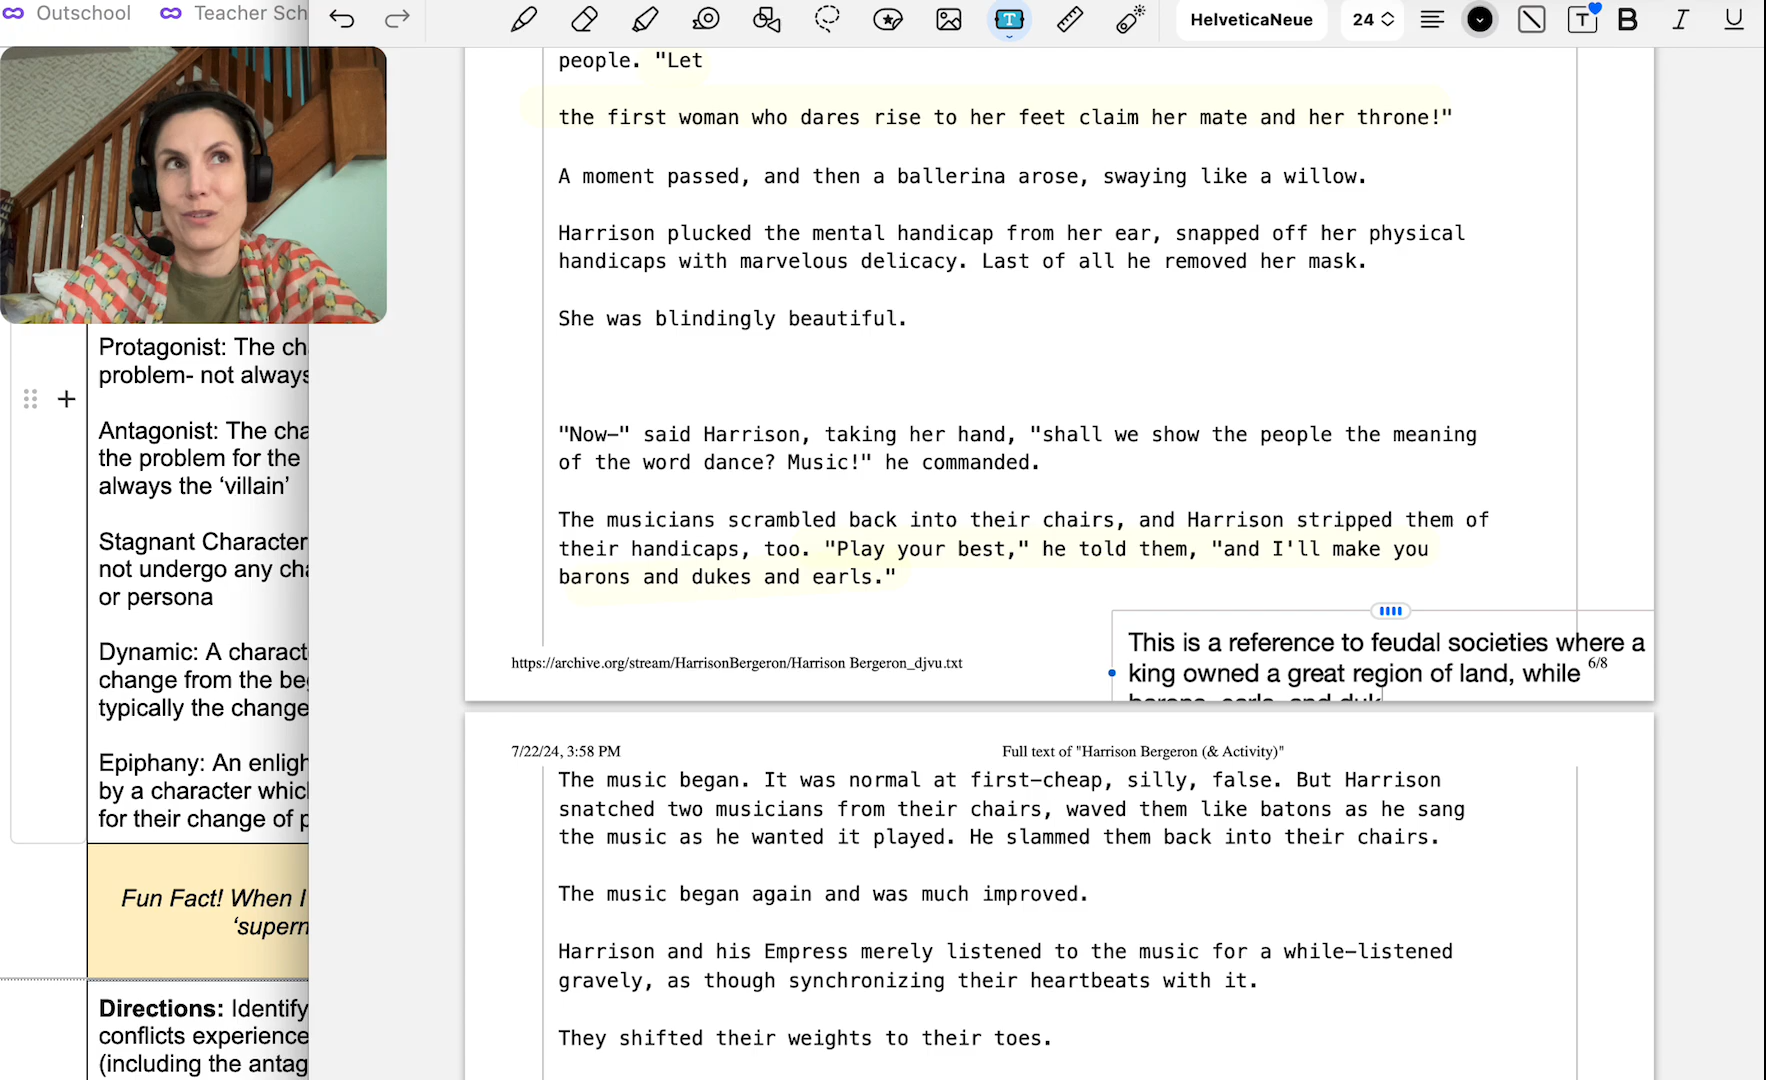 Outschool
Teacher Sch
HelveticaNeue
24
T
B
I
U
people. "Let
the first woman who dares rise to her feet claim her mate and her throne!"
A moment passed, and then a ballerina arose, swaying like a willow.
Harrison plucked the mental handicap from her ear, snapped off her physical
handicaps with marvelous delicacy. Last of all he removed her mask.
She was blindingly beautiful.
"Now—" said Harrison, taking her hand, "shall we show the people the meaning
of the word dance? Music!" he commanded.
The musicians scrambled back into their chairs, and Harrison stripped them of
their handicaps, too. "Play your best," he told them, "and I'll make you
barons and dukes and earls."
This is a reference to feudal societies where a
king owned a great region of land, while
barons, earls, and duk
https://archive.org/stream/HarrisonBergeron/Harrison Bergeron_djvu.txt
6/8
7/22/24, 3:58 PM
Full text of "Harrison Bergeron (& Activity)"
The music began. It was normal at first—cheap, silly, false. But Harrison
snatched two musicians from their chairs, waved them like batons as he sang
the music as he wanted it played. He slammed them back into their chairs.
The music began again and was much improved.
Harrison and his Empress merely listened to the music for a while—listened
gravely, as though synchronizing their heartbeats with it.
They shifted their weights to their toes.
Protagonist: The ch
problem- not always
Antagonist: The cha
the problem for the
always the ‘villain’
Stagnant Character
not undergo any cha
or persona
Dynamic: A charact
change from the beg
typically the change
Epiphany: An enligh
by a character whicl
for their change of p
Fun Fact! When I
‘supern
Directions: Identify
conflicts experience
(including the antag